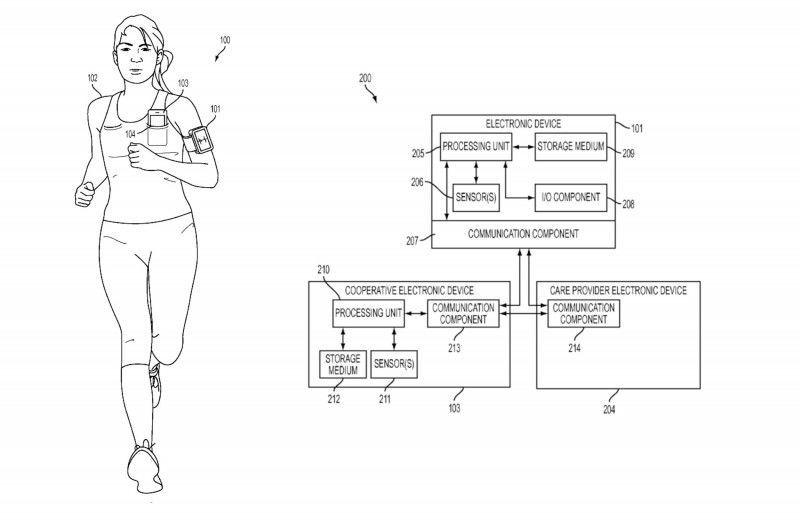 100
103
102
101
104
200
ELECTRONIC DEVICE
101
205
PROCESSING UNIT
STORAGE MEDIUM
209
206
SENSOR(S)
I/O COMPONENT
208
207
COMMUNICATION COMPONENT
210
COOPERATIVE ELECTRONIC DEVICE
PROCESSING UNIT
COMMUNICATION
COMPONENT
213
STORAGE
MEDIUM
212
SENSOR(S)
211
103
CARE PROVIDER ELECTRONIC DEVICE
COMMUNICATION
COMPONENT
214
204